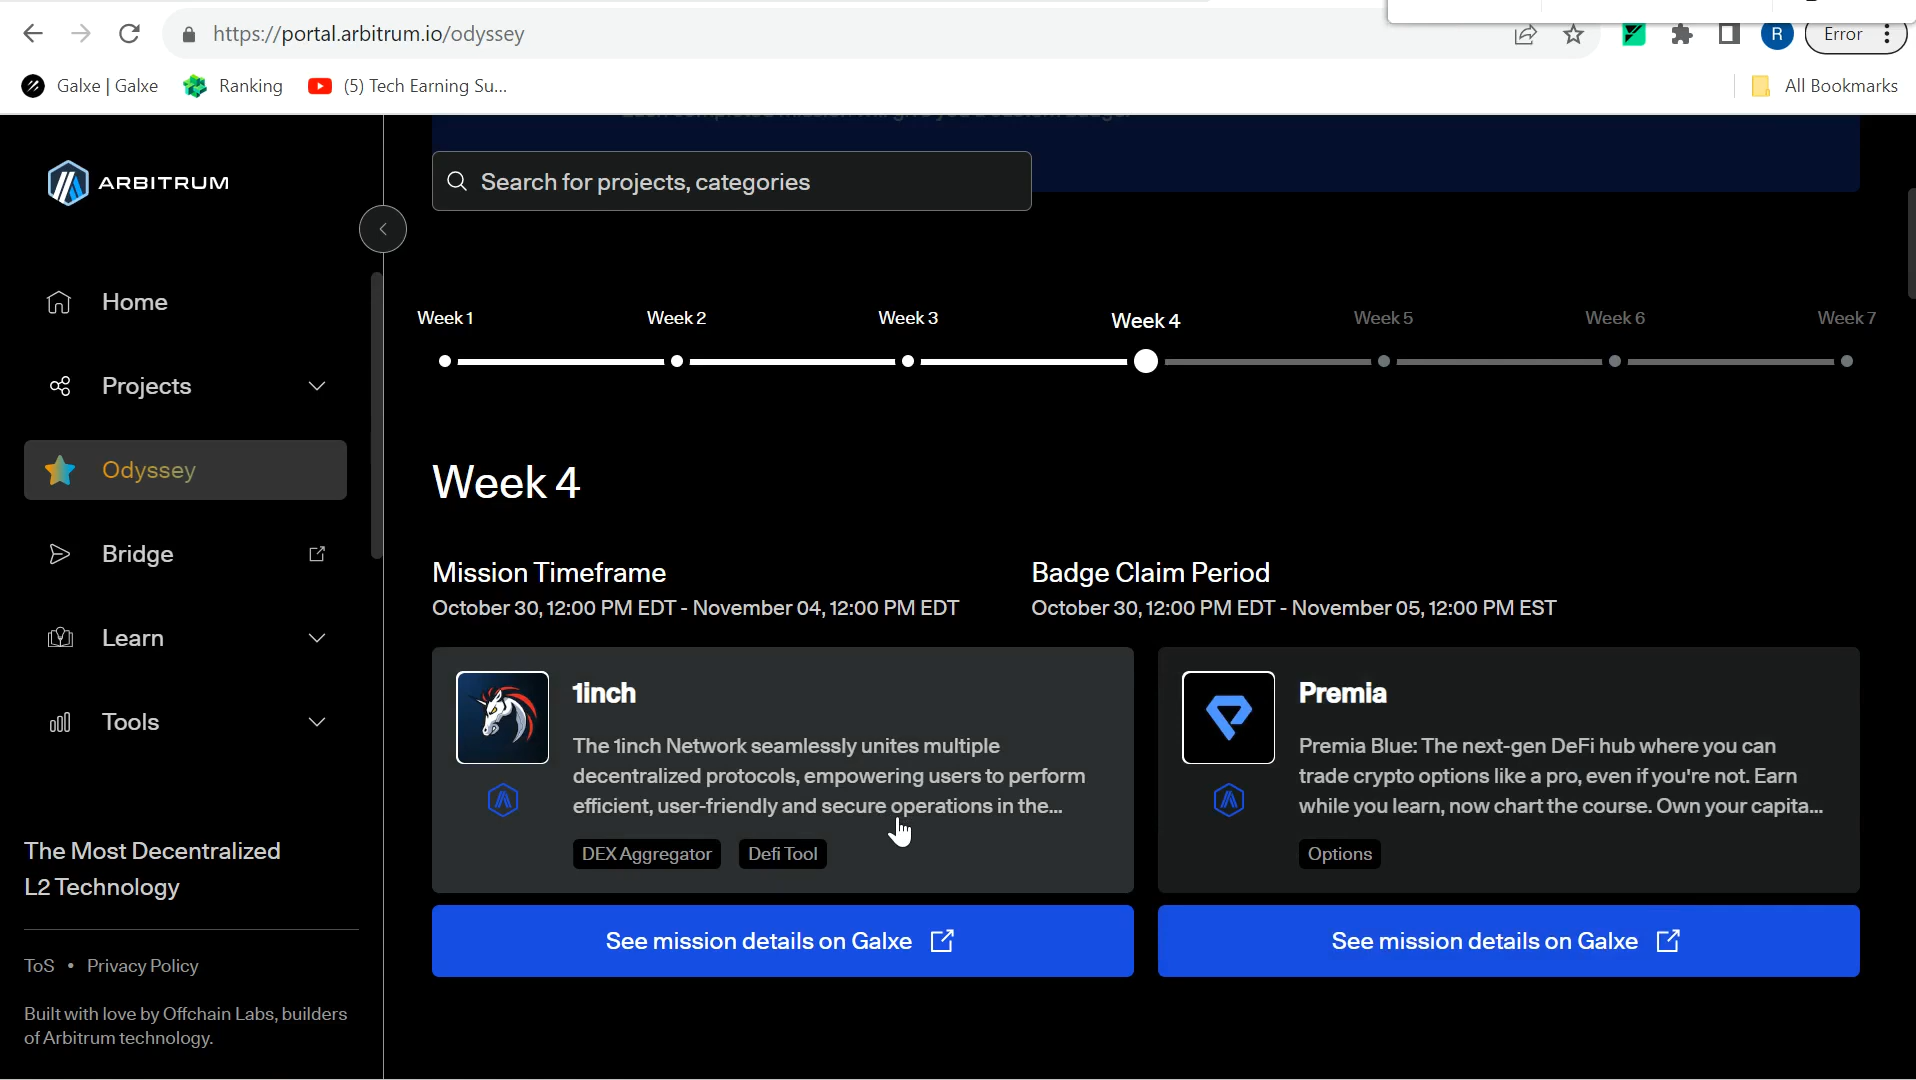 https://portal.arbitrum.io/odyssey
R
Error
Galxe | Galxe
Ranking
(5) Tech Earning Su...
All Bookmarks
ARBITRUM
Search for projects, categories
Home
Projects
Odyssey
Bridge
Learn
Tools
The Most Decentralized
L2 Technology
ToS • Privacy Policy
Built with love by Offchain Labs, builders
of Arbitrum technology.
Week 1
Week 2
Week 3
Week 4
Week 5
Week 6
Week 7
Week 4
Mission Timeframe
October 30, 12:00 PM EDT - November 04, 12:00 PM EDT
Badge Claim Period
October 30, 12:00 PM EDT - November 05, 12:00 PM EST
1inch
The 1inch Network seamlessly unites multiple
decentralized protocols, empowering users to perform
efficient, user-friendly and secure operations in the...
DEX Aggregator
Defi Tool
See mission details on Galxe
Premia
Premia Blue: The next-gen DeFi hub where you can
trade crypto options like a pro, even if you're not. Earn
while you learn, now chart the course. Own your capita...
Options
See mission details on Galxe